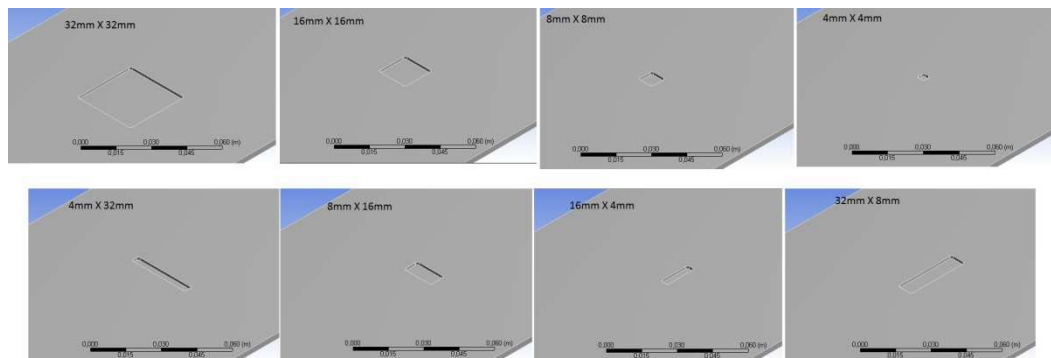 32mm X 32mm
16mm X 16mm
8mm X 8mm
4mm X 4mm
0,000 0,030 0,060 (m)
0,015 0,045
0,000 0,030 0,060 (m)
0,015 0,045
0,000 0,030 0,060 (m)
0,015 0,045
0,000 0,030 0,060 (m)
0,015 0,045
4mm X 32mm
8mm X 16mm
16mm X 4mm
32mm X 8mm
0,000 0,030 0,060 (m)
0,015 0,045
0,000 0,030 0,060 (m)
0,015 0,045
0,000 0,030 0,060 (m)
0,015 0,045
0,000 0,030 0,060 (m)
0,015 0,045